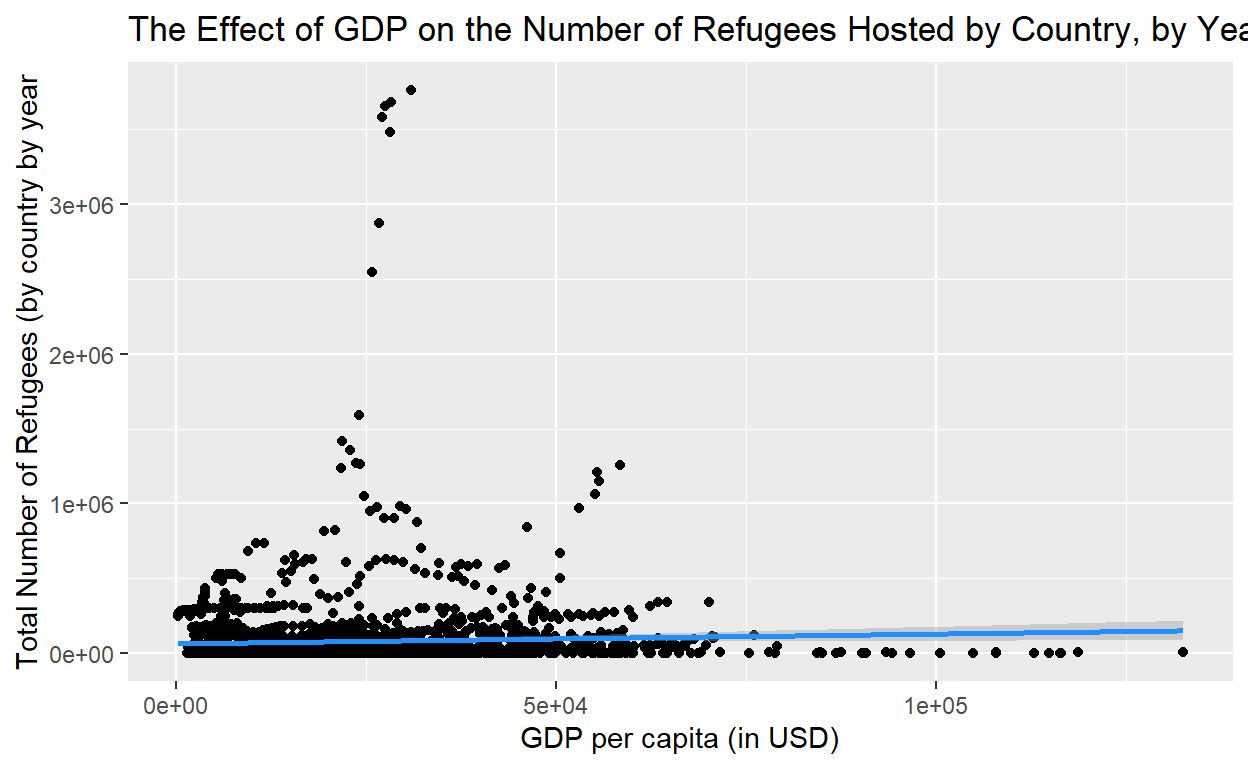 The Effect of GDP on the Number of Refugees Hosted by Country, by Yea
Total Number of Refugees (by country by year
3e+06
2e+06
1e+06
0e+00
0e+00
5e+04
1e+05
GDP per capita (in USD)